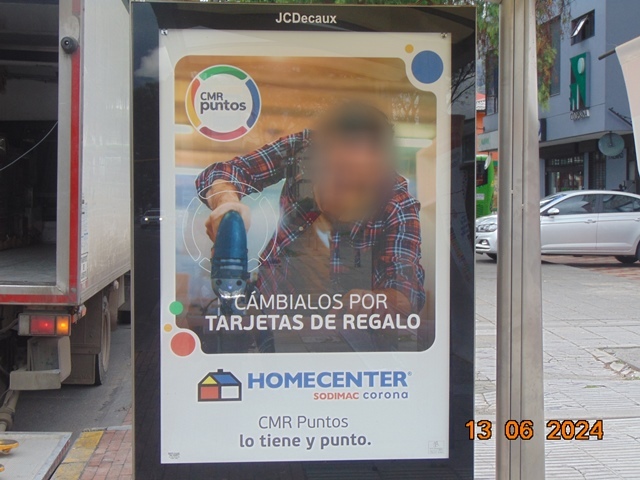 JCDecaux
CMR
puntos
CÁMBIALOS POR
TARJETAS DE REGALO
HOMECENTER
SODIMAC corona
CMR Puntos
lo tiene y punto.
13 06 2024